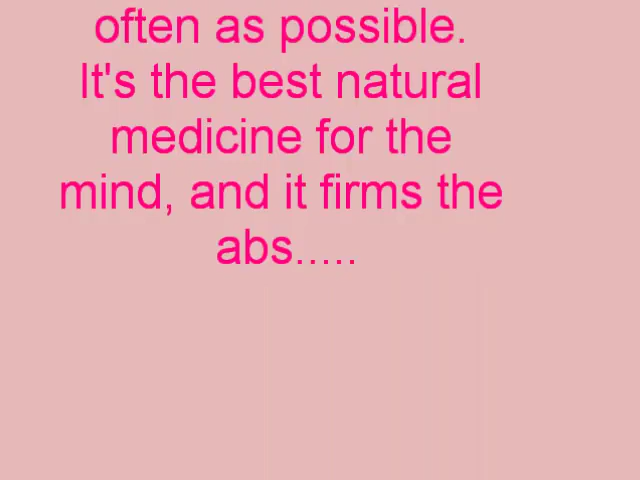 often as possible.
It's the best natural
medicine for the
mind, and it firms the
abs.....